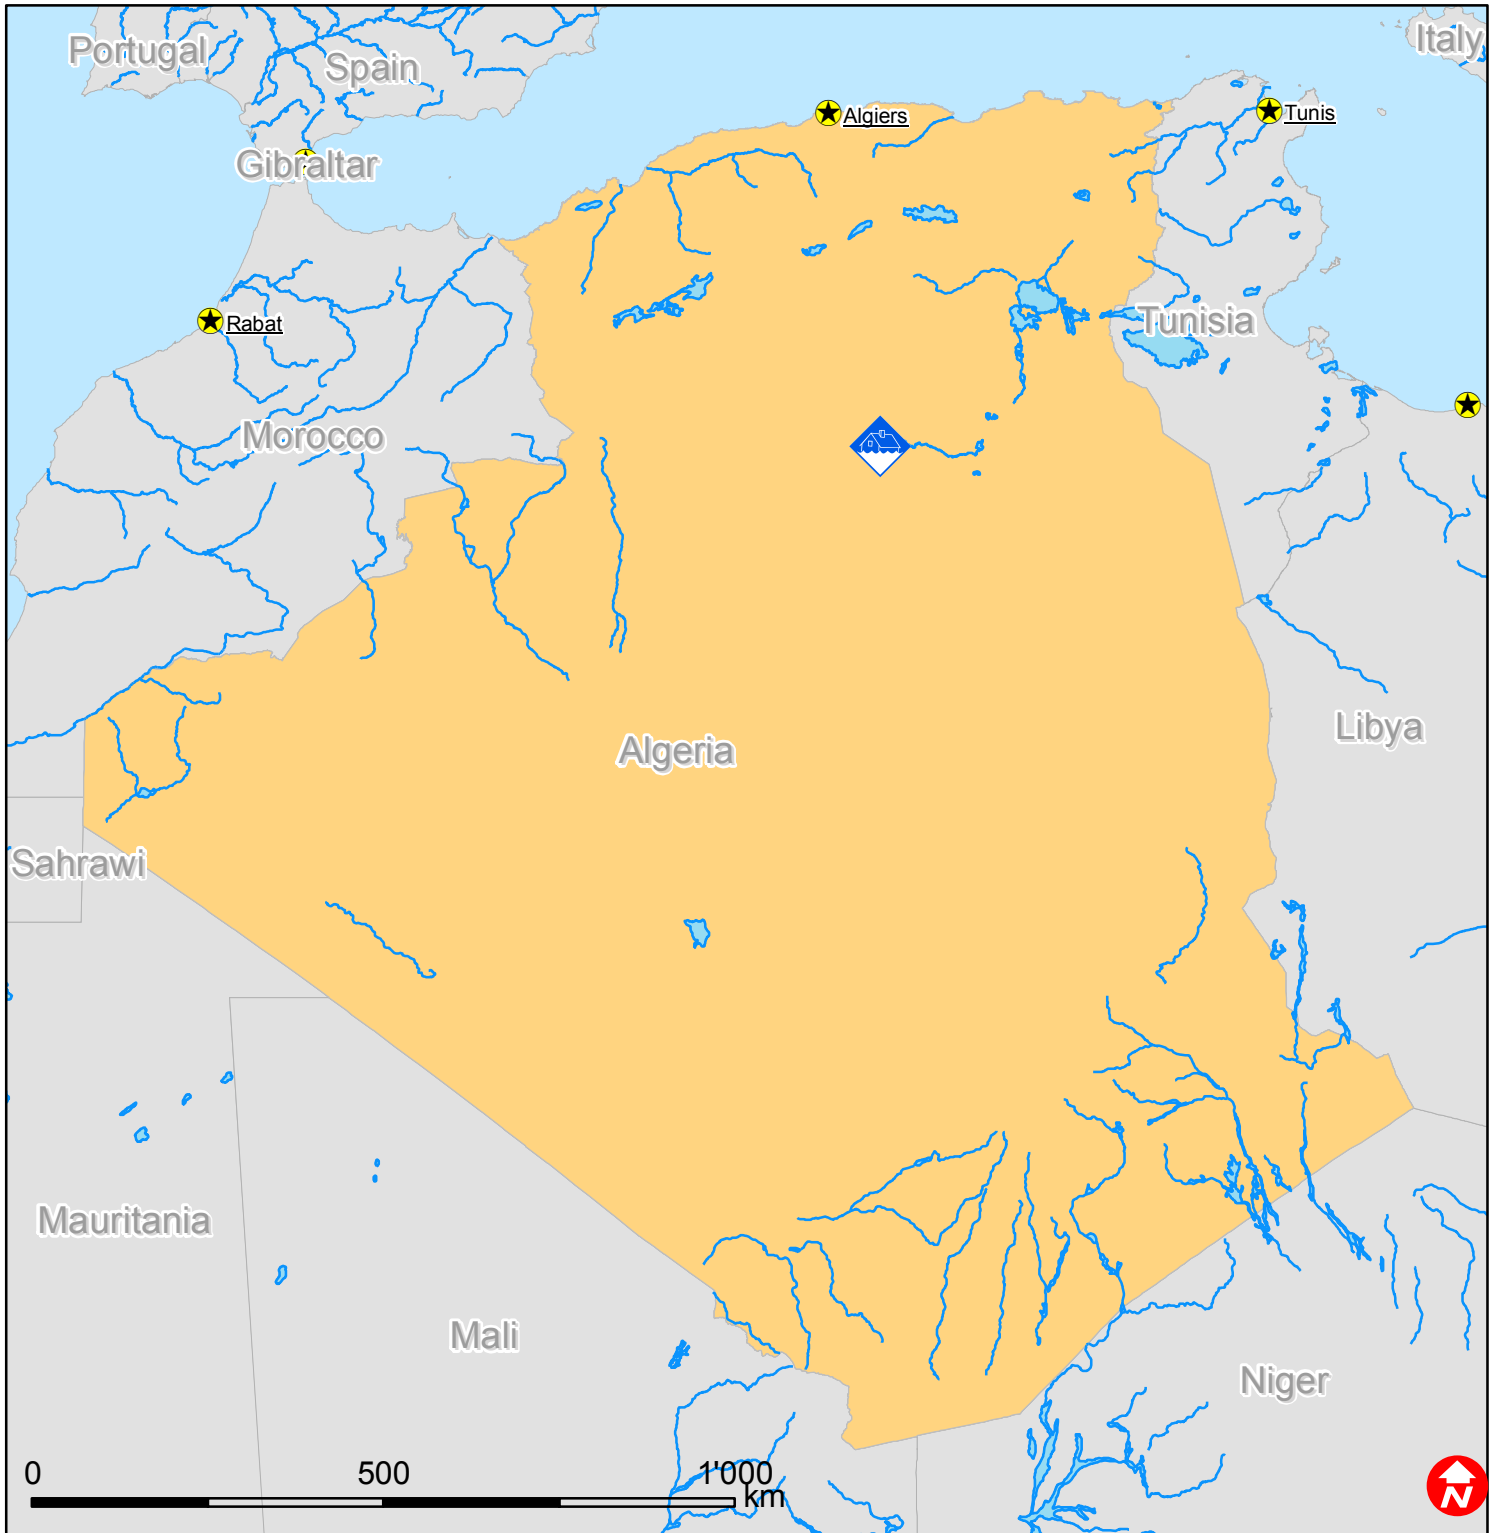 Portugal
Spain
Italy
Algiers
Tunis
Gibraltar
Rabat
Tunisia
Morocco
Libya
Algeria
Sahrawi
Mauritania
Mali
Niger
0 500 1'000
km
N